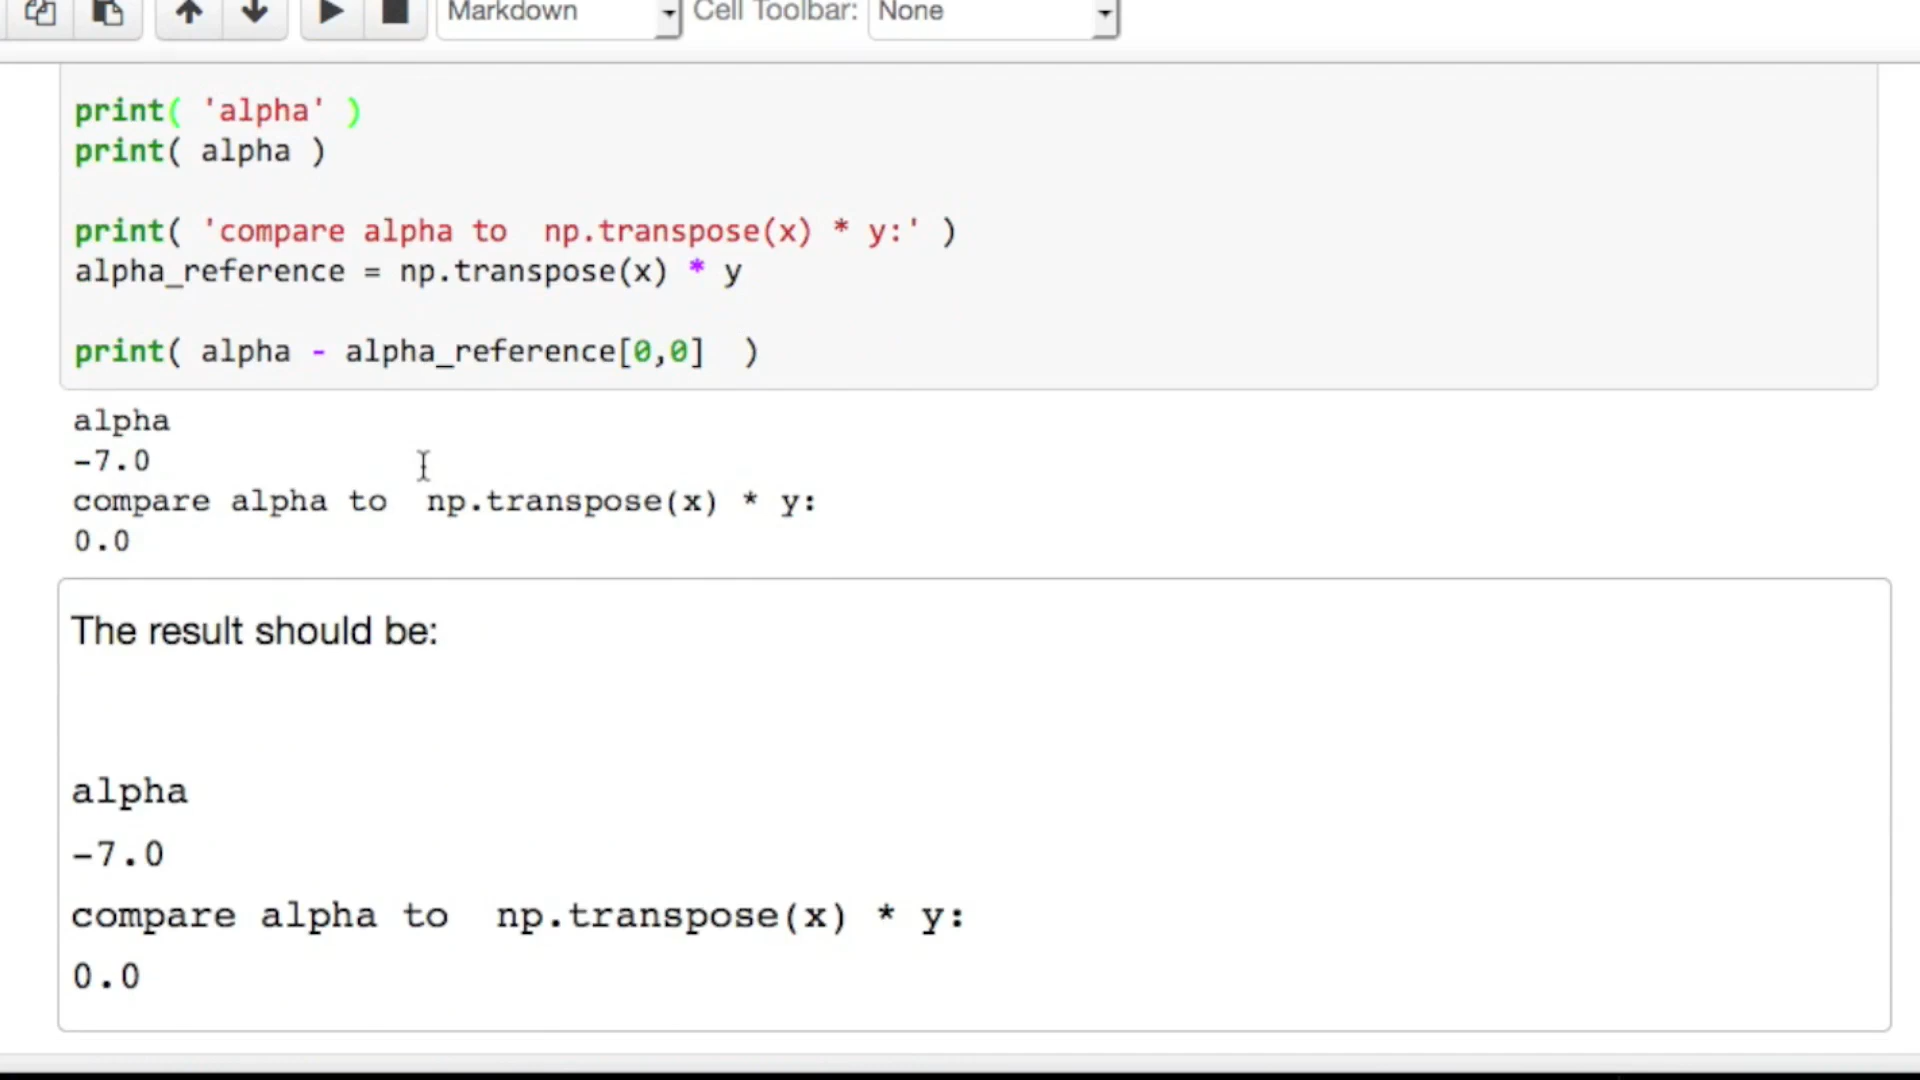 Markdown Cell Toolbar: None
print( 'alpha' )
print( alpha )
print( 'compare alpha to  np.transpose(x) * y:' )
alpha_reference = np.transpose(x) * y
print( alpha - alpha_reference[0,0]  )
alpha
-7.0
compare alpha to  np.transpose(x) * y:
0.0
The result should be:
alpha
-7.0
compare alpha to  np.transpose(x) * y:
0.0